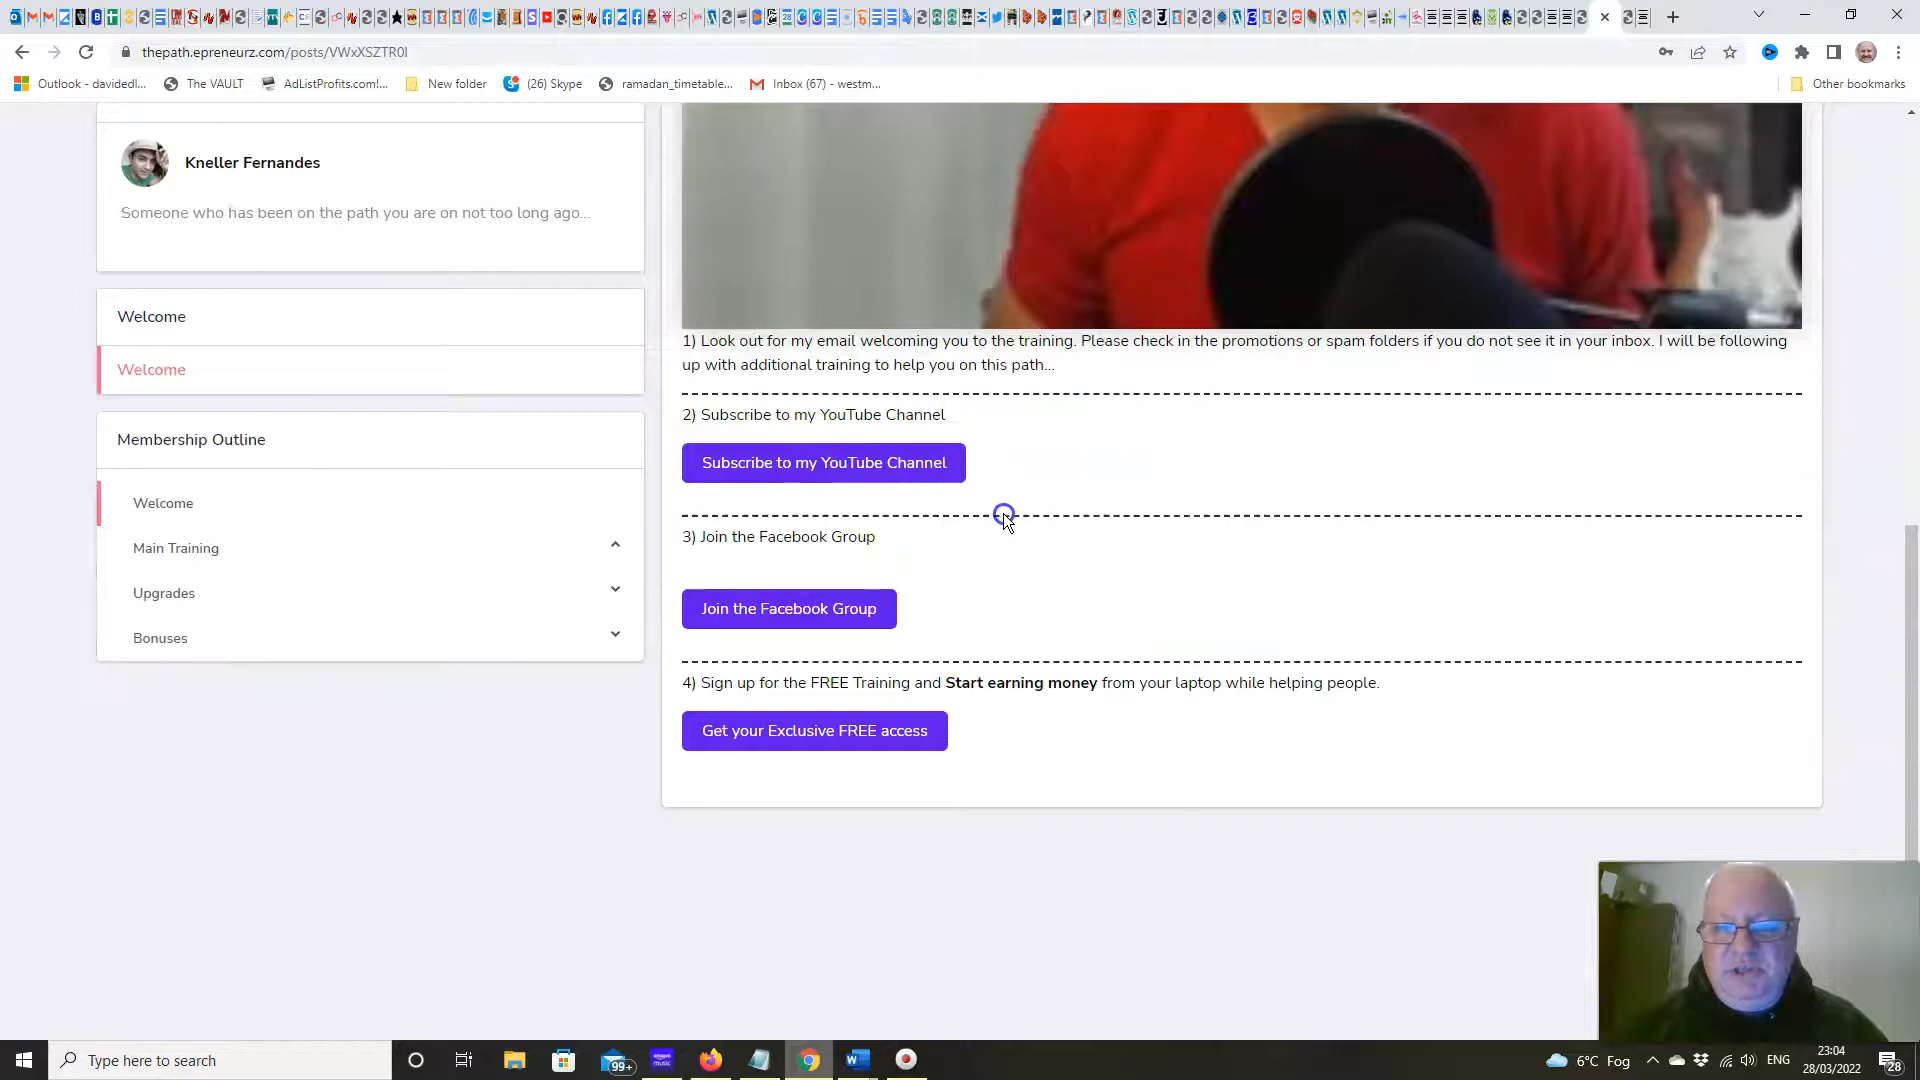 thepath.epreneurz.com/posts/VWxXSZTR0I
Outlook - davidedl...
The VAULT
AdListProfits.com!...
New folder
(26) Skype
ramadan_timetable...
Inbox (67) - westm...
Other bookmarks
Kneller Fernandes
Someone who has been on the path you are on not too long ago...
Welcome
Welcome
Membership Outline
Welcome
Main Training
Upgrades
Bonuses
1) Look out for my email welcoming you to the training. Please check in the promotions or spam folders if you do not see it in your inbox. I will be following
up with additional training to help you on this path...
2) Subscribe to my YouTube Channel
Subscribe to my YouTube Channel
3) Join the Facebook Group
Join the Facebook Group
4) Sign up for the FREE Training and Start earning money from your laptop while helping people.
Get your Exclusive FREE access
Type here to search
99+
music
6°C Fog
ENG
23:04
28/03/2022
28